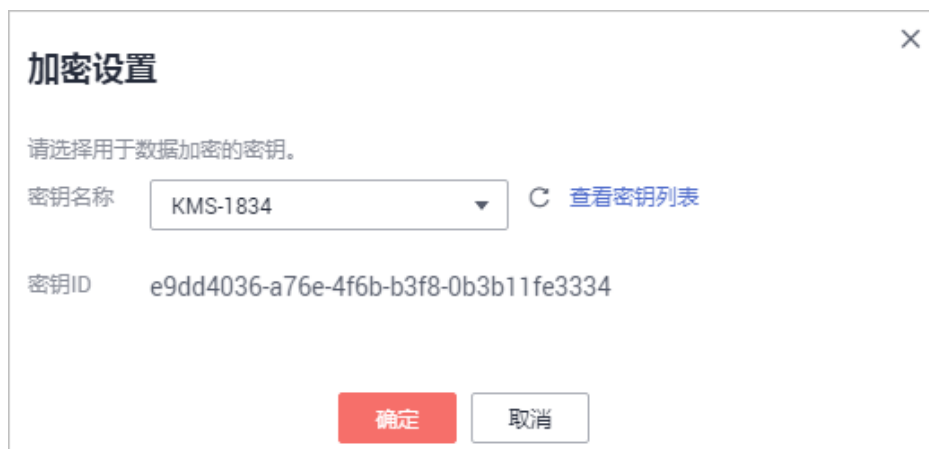 加密设置
请选择用于数据加密的密钥。
密钥名称 KMS-1834 查看密钥列表
密钥ID e9dd4036-a76e-4f6b-b3f8-0b3b11fe3334
确定 取消